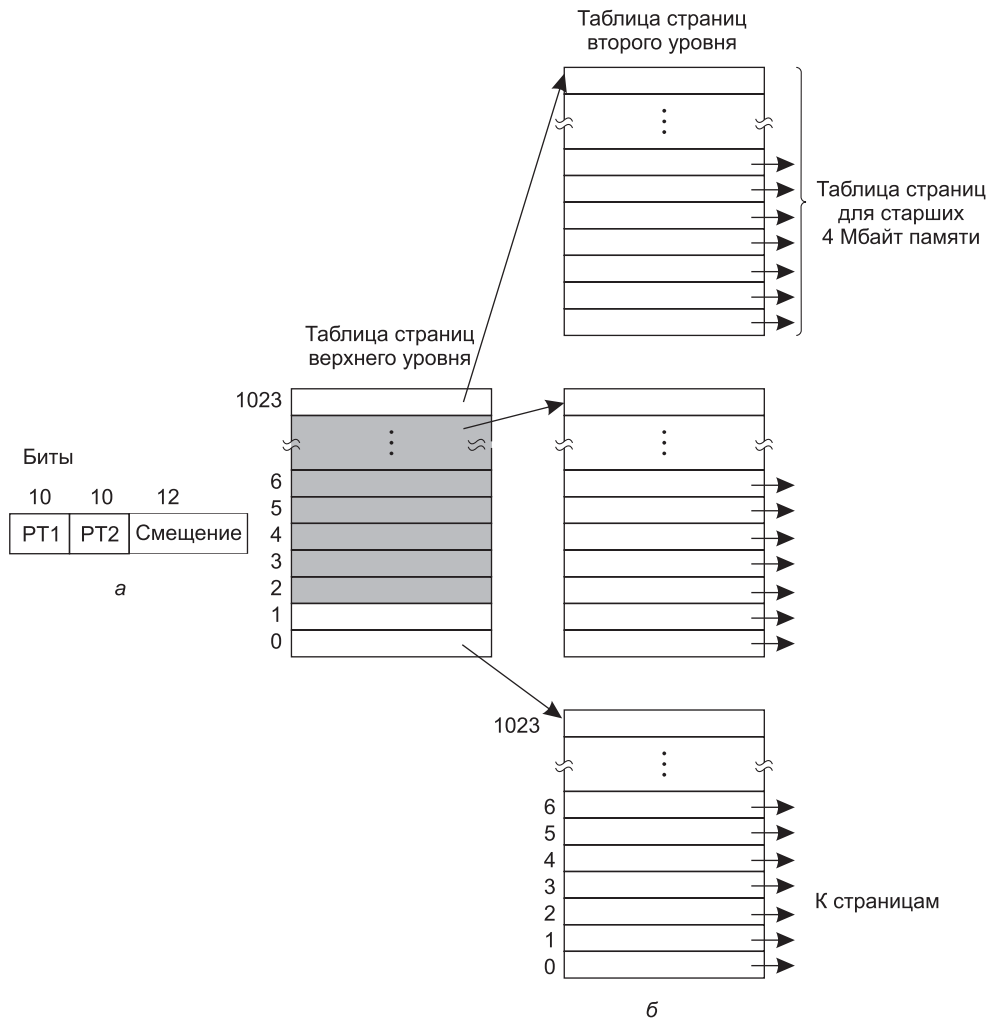 Таблица страниц
второго уровня
Таблица страниц
для старших
4 Мбайт памяти
Таблица страниц
верхнего уровня
1023
6
5
4
3
2
1
0
Биты
10 10 12
PT1 PT2 Смещение
а
1023
6
5
4
3
2
1
0
К страницам
б